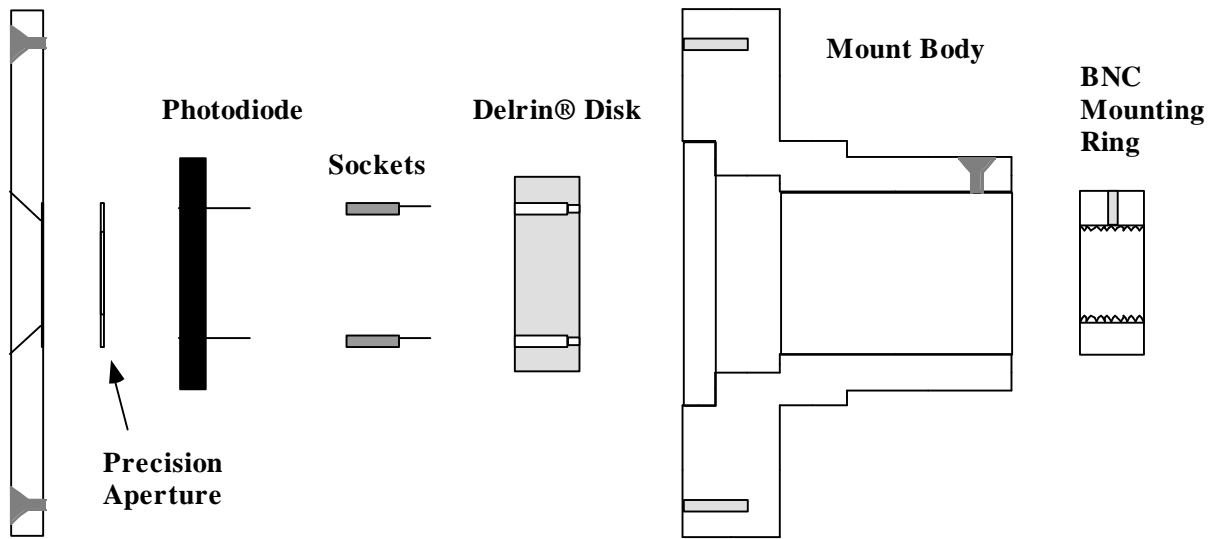 Mount Body
BNC
Mounting
Ring
Photodiode
Delrin® Disk
Sockets
Precision
Aperture